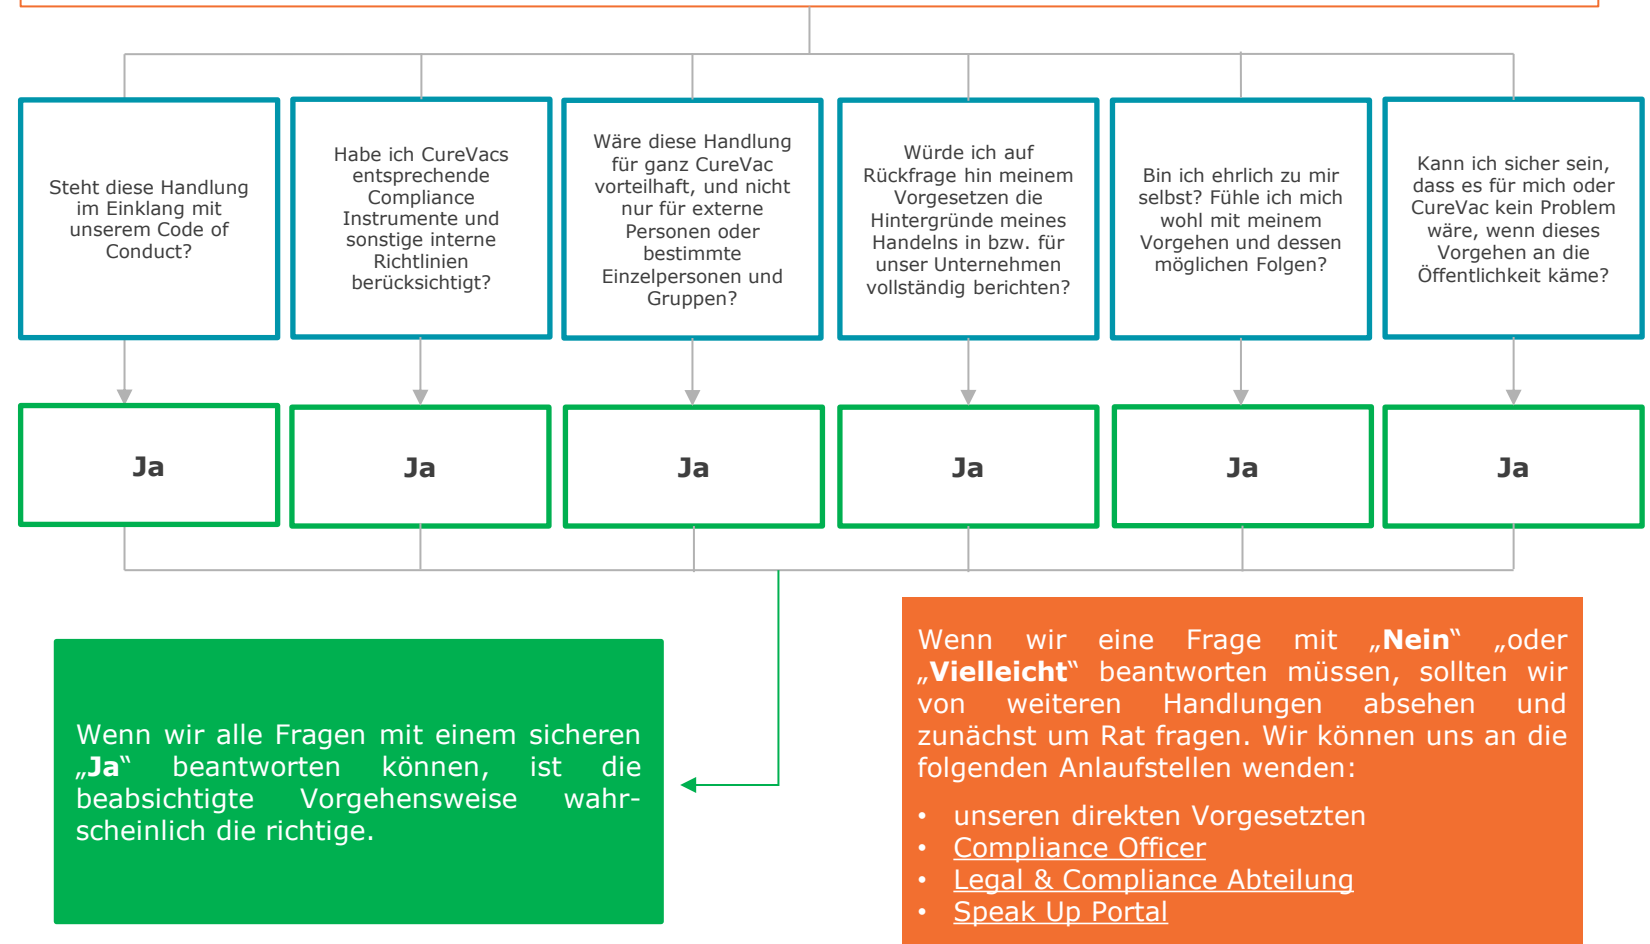 Steht diese Handlung
im Einklang mit
unserem Code of
Conduct?
Habe ich CureVacs
entsprechende
Compliance
Instrumente und
sonstige interne
Richtlinien
berücksichtigt?
Wäre diese Handlung
für ganz CureVac
vorteilhaft, und nicht
nur für externe
Personen oder
bestimmte
Einzelpersonen und
Gruppen?
Würde ich auf
Rückfrage hin meinem
Vorgesetzen die
Hintergründe meines
Handelns in bzw. für
unser Unternehmen
vollständig berichten?
Bin ich ehrlich zu mir
selbst? Fühle ich mich
wohl mit meinem
Vorgehen und dessen
möglichen Folgen?
Kann ich sicher sein,
dass es für mich oder
CureVac kein Problem
wäre, wenn dieses
Vorgehen an die
Öffentlichkeit käme?
Ja
Ja
Ja
Ja
Ja
Ja
Wenn wir alle Fragen mit einem sicheren
„Ja“ beantworten können, ist die
beabsichtigte Vorgehensweise wahr-
scheinlich die richtige.
Wenn wir eine Frage mit „Nein“ „oder
„Vielleicht“ beantworten müssen, sollten wir
von weiteren Handlungen absehen und
zunächst um Rat fragen. Wir können uns an die
folgenden Anlaufstellen wenden:
• unseren direkten Vorgesetzten
• Compliance Officer
• Legal & Compliance Abteilung
• Speak Up Portal